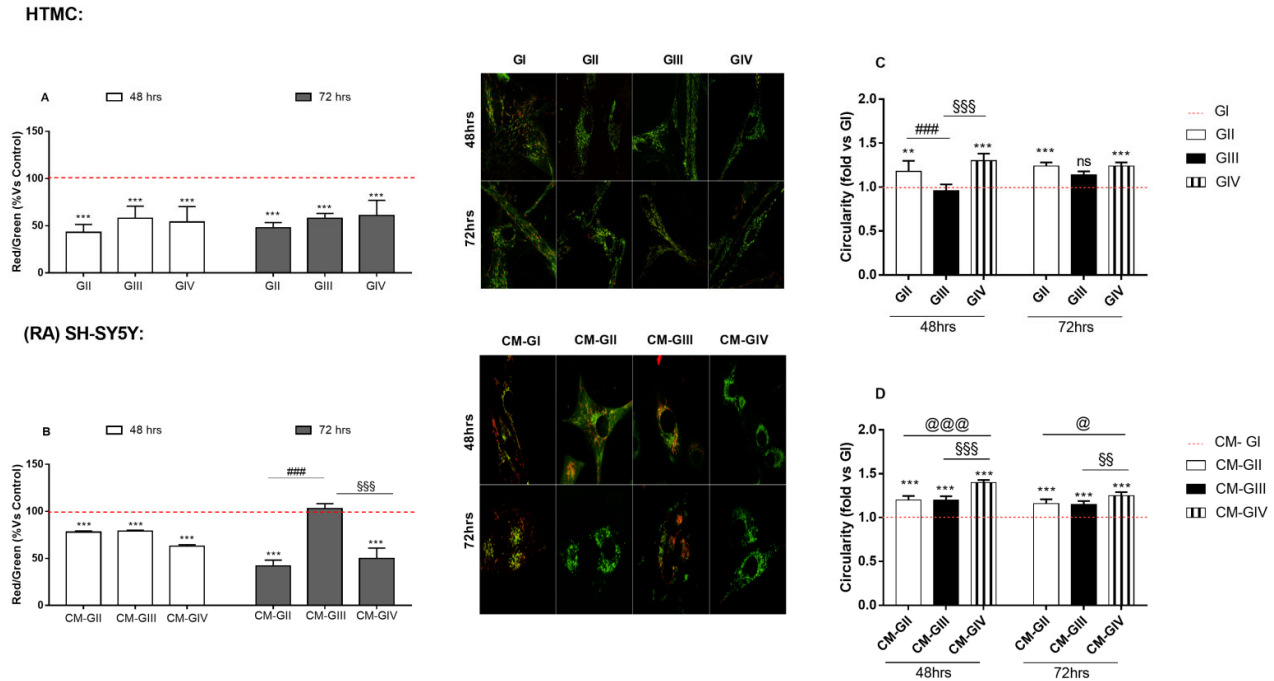 HTMC:
A
48 hrs
72 hrs
Red/Green (%Vs Control)
150
100
50
0
***
***
***
***
***
***
GII
GIII
GIV
GII
GIII
GIV
GI
GII
GIII
GIV
48hrs
72hrs
C
Circularity (fold vs GI)
2.0
1.5
1.0
0.5
0.0
###
§§§
**
***
***
ns
***
GII
GIII
GIV
GII
GIII
GIV
48hrs
72hrs
GI
GII
GIII
GIV
(RA) SH-SY5Y:
B
48 hrs
72 hrs
Red/Green (%Vs Control)
150
100
50
0
###
§§§
***
***
***
***
***
CM-GII
CM-GIII
CM-GIV
CM-GII
CM-GIII
CM-GIV
CM-GI
CM-GII
CM-GIII
CM-GIV
48hrs
72hrs
D
Circularity (fold vs GI)
2.0
1.5
1.0
0.5
0.0
@@@
@
§§§
§§
***
***
***
***
***
***
CM-GII
CM-GIII
CM-GIV
CM-GII
CM-GIII
CM-GIV
48hrs
72hrs
CM- GI
CM-GII
CM-GIII
CM-GIV